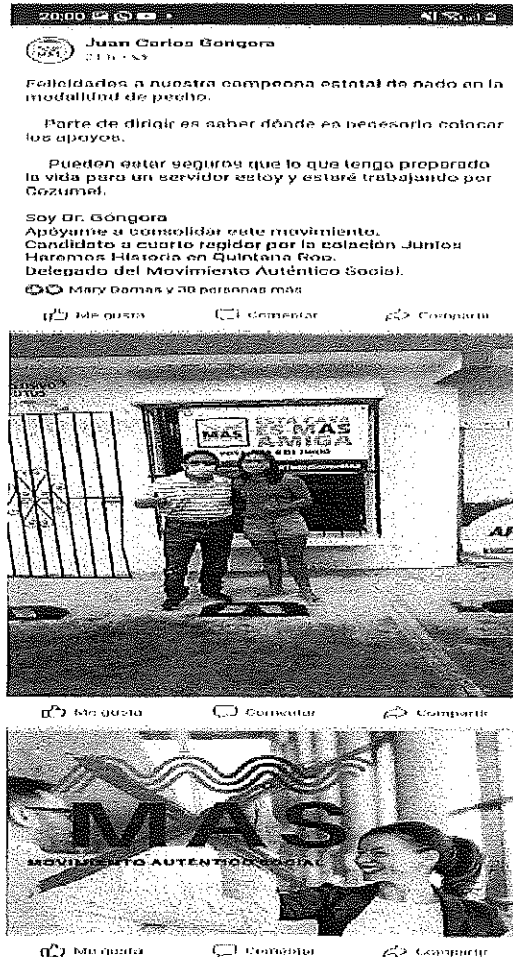 20:00
Juan Carlos Góngora
21 h
Felicidades a nuestra campeona estatal de nado en la
modalidad de pecho.
Parte de dirigir es saber dónde es necesario colocar
los apoyos.
Pueden estar seguros que lo que tenga preparado
la vida para un servidor estoy y estaré trabajando por
Cozumel.
Soy Dr. Góngora
Apóyame a consolidar este movimiento.
Candidato a cuarto regidor por la colación Juntos
Haremos Historia en Quintana Roo.
Delegado del Movimiento Auténtico Social.
Mary Damas y 30 personas más
Me gusta Comentar Compartir
MAS
ESTA CASA
ES MAS
AMIGA
Me gusta Comentar Compartir
MAS
MOVIMIENTO AUTÉNTICO SOCIAL
Me gusta Comentar Compartir